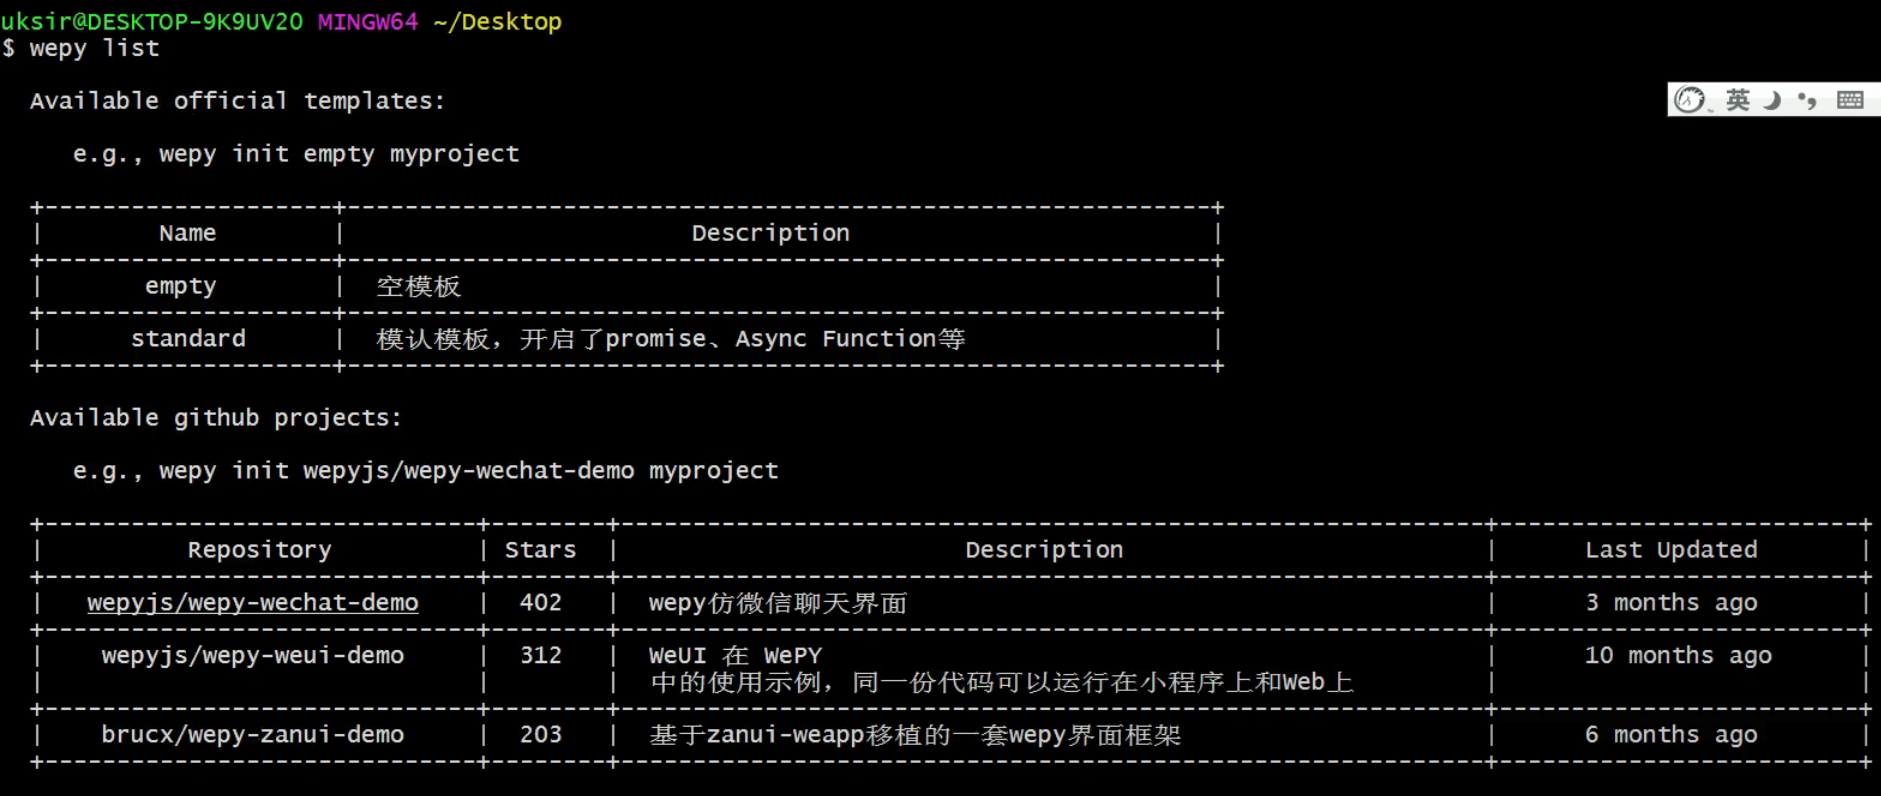 uksir@DESKTOP-9K9UV2O MINGW64 ~/Desktop
$ wepy list
Available official templates:
英
e.g., wepy init empty myproject
Name Description
empty 空模板
standard 模认模板，开启了promise、Async Function等
Available github projects:
e.g., wepy init wepyjs/wepy-wechat-demo myproject
Repository Stars Description Last Updated
wepyjs/wepy-wechat-demo 402 wepy仿微信聊天界面 3 months ago
wepyjs/wepy-weui-demo 312 WeUI 在 WePY 10 months ago
中的使用示例，同一份代码可以运行在小程序上和Web上
brucx/wepy-zanui-demo 203 基于zanui-weapp移植的一套wepy界面框架 6 months ago